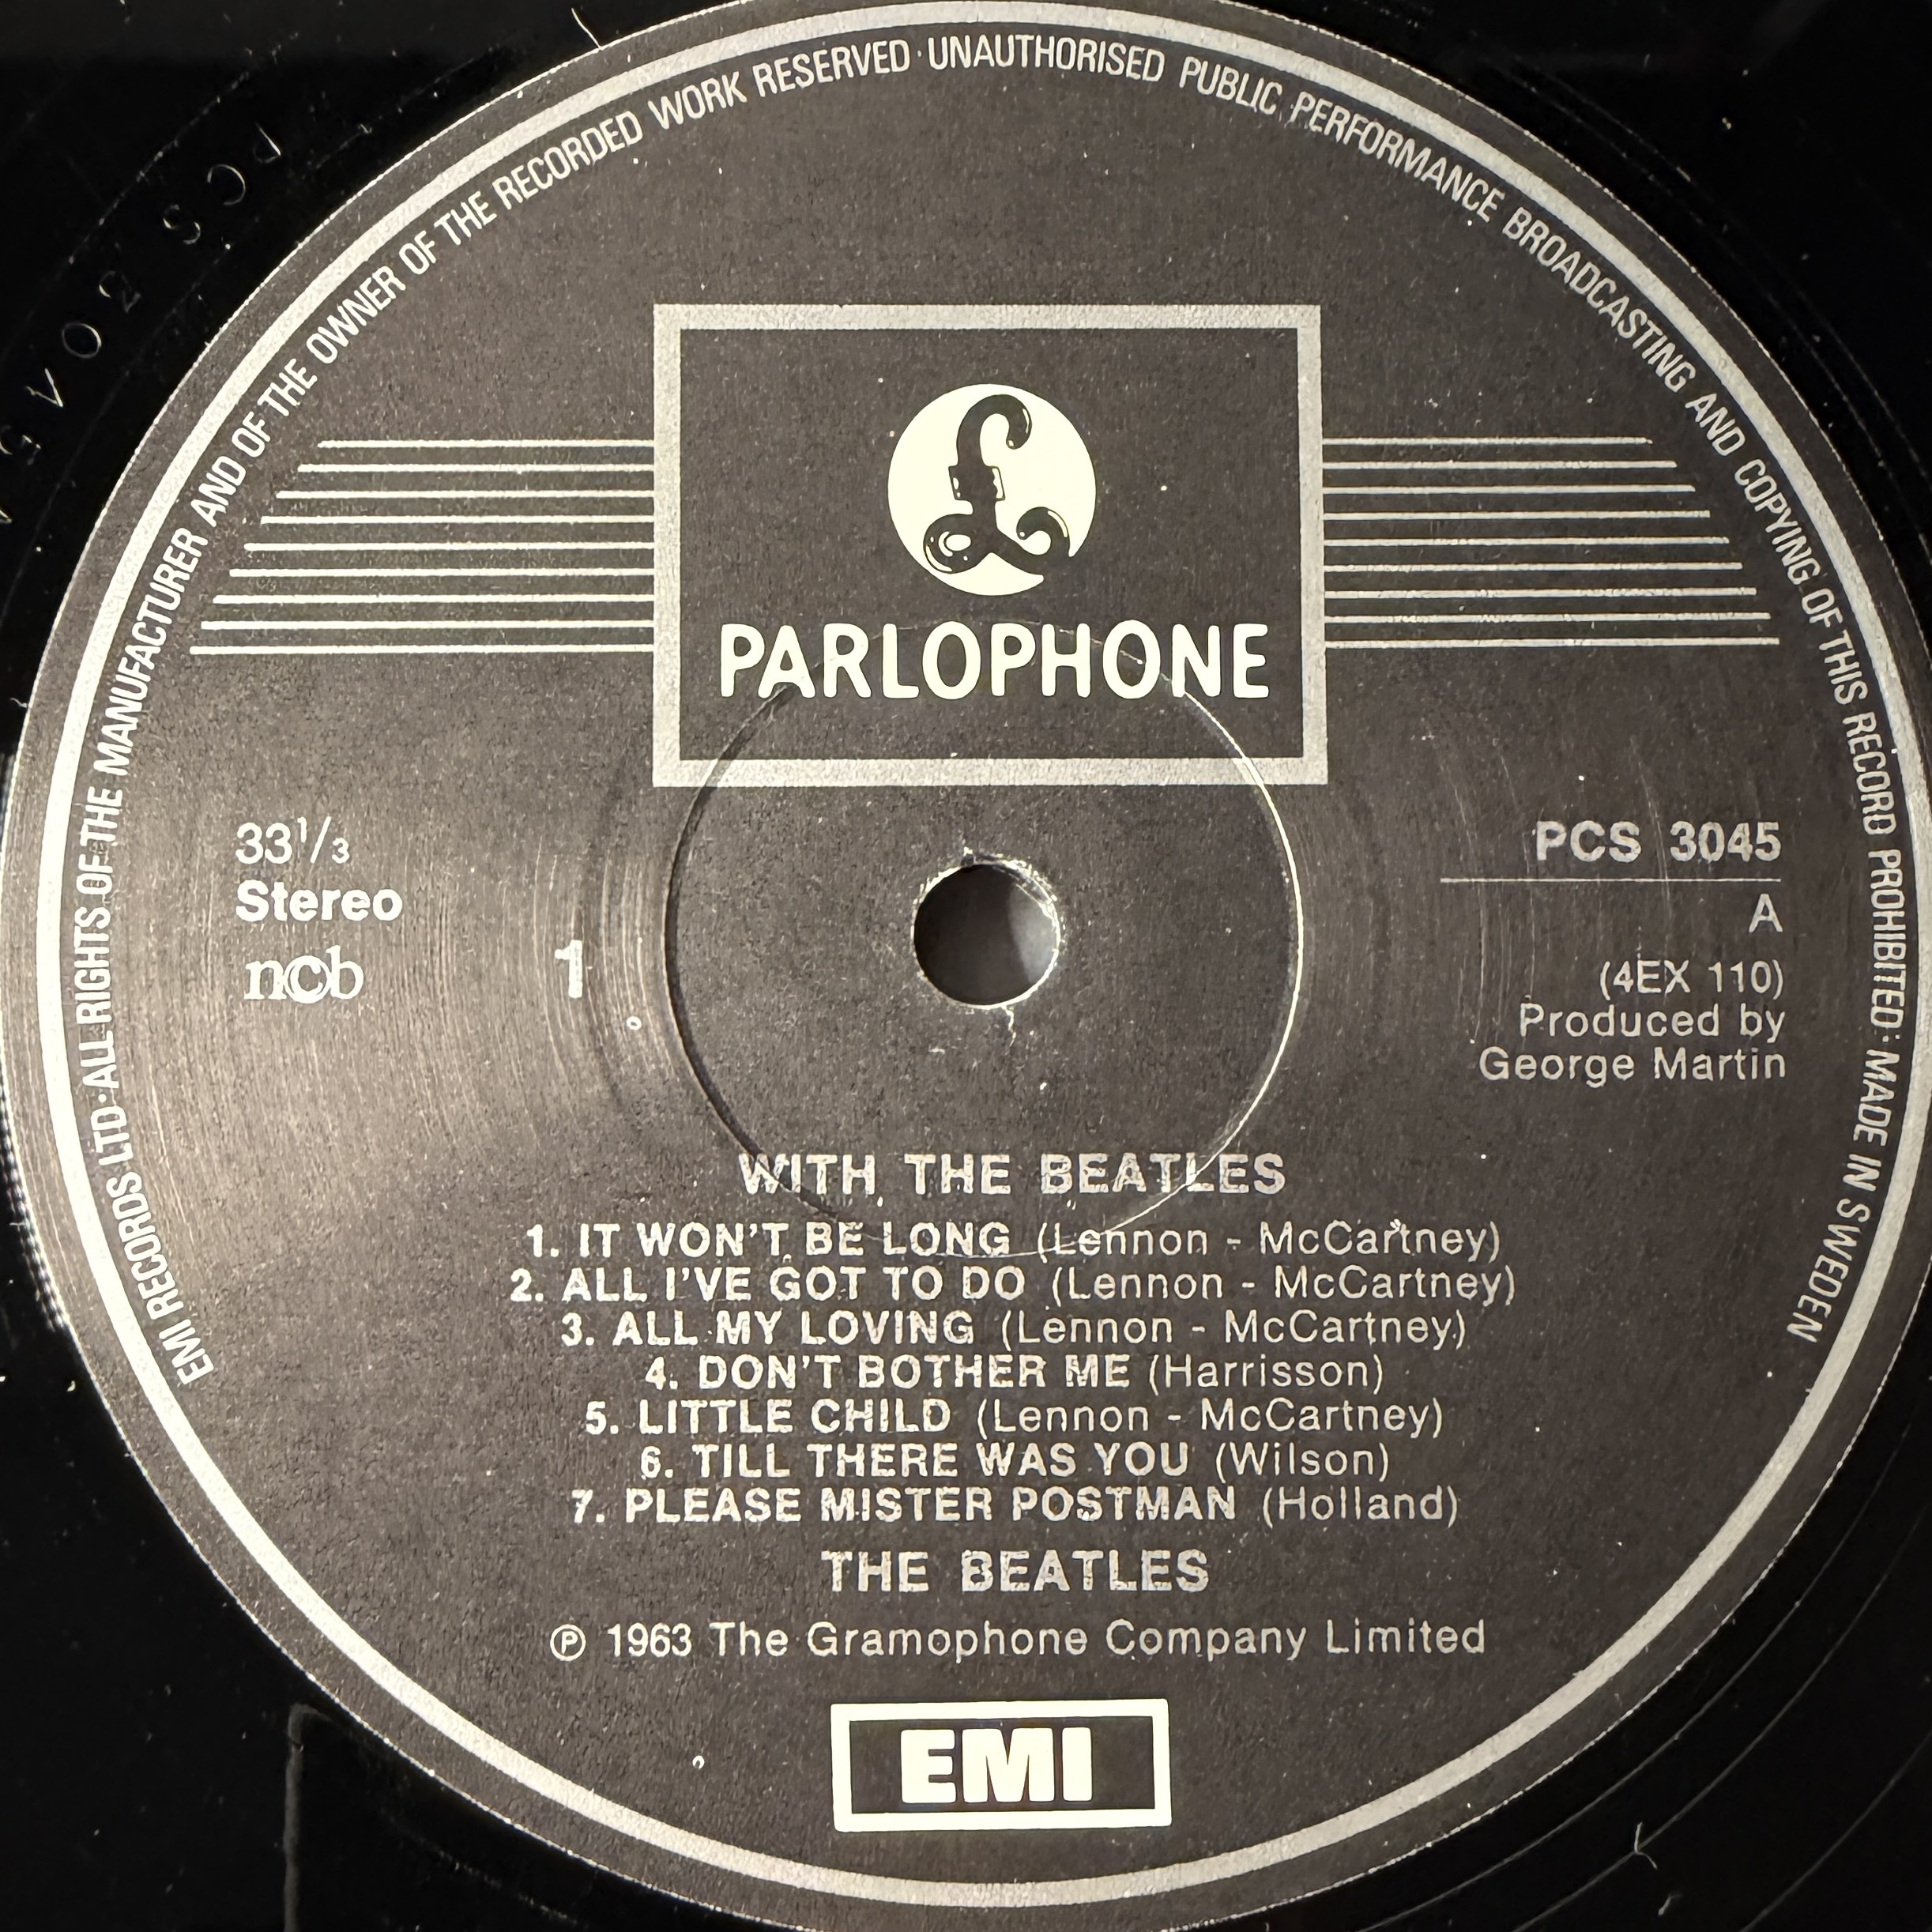 EMI RECORDS LTD · ALL RIGHTS OF THE MANUFACTURER AND OF THE OWNER OF THE RECORDED WORK RESERVED · UNAUTHORISED PUBLIC PERFORMANCE BROADCASTING AND COPYING OF THIS RECORD PROHIBITED · MADE IN SWEDEN
£
PARLOPHONE
33 1/3
Stereo
ncb
1
PCS 3045
A
(4EX 110)
Produced by
George Martin
WITH THE BEATLES
1. IT WON'T BE LONG (Lennon - McCartney)
2. ALL I'VE GOT TO DO (Lennon - McCartney)
3. ALL MY LOVING (Lennon - McCartney)
4. DON'T BOTHER ME (Harrisson)
5. LITTLE CHILD (Lennon - McCartney)
6. TILL THERE WAS YOU (Wilson)
7. PLEASE MISTER POSTMAN (Holland)
THE BEATLES
℗ 1963 The Gramophone Company Limited
EMI